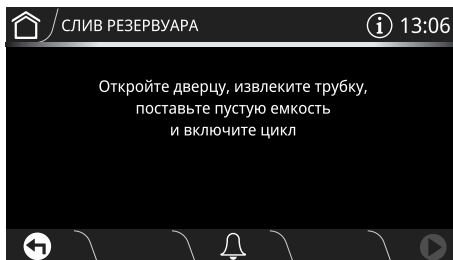 СЛИВ РЕЗЕРВУАРА
13:06
Откройте дверцу, извлеките трубку,
поставьте пустую емкость
и включите цикл